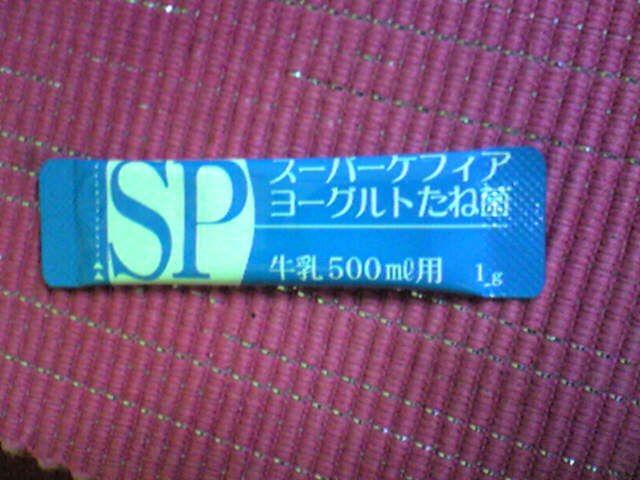 SP
スーパーケフィア
ヨーグルトたね菌
牛乳500mℓ用 1g